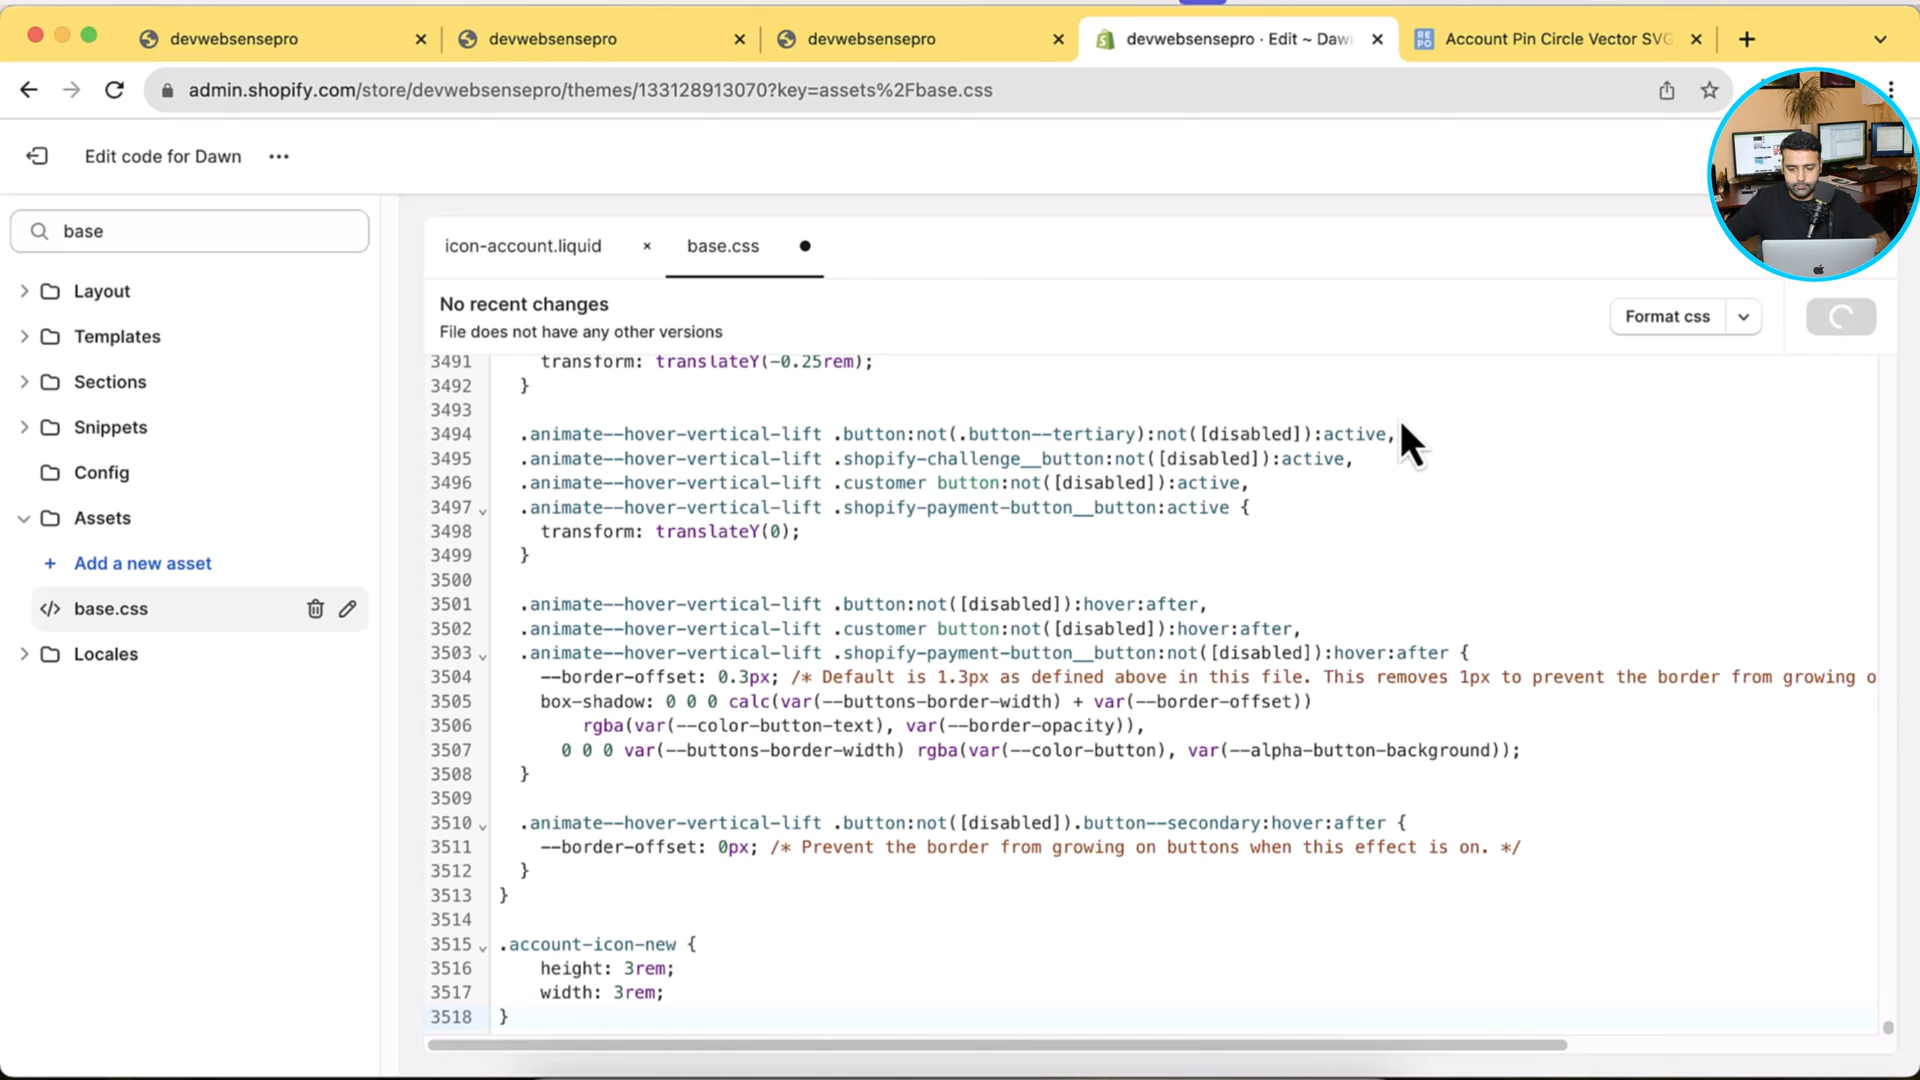 devwebsensepro
devwebsensepro
devwebsensepro
devwebsensepro · Edit ~ Daw
REPO
Account Pin Circle Vector SVG
admin.shopify.com/store/devwebsensepro/themes/133128913070?key=assets%2Fbase.css
Edit code for Dawn
base
Layout
Templates
Sections
Snippets
Config
Assets
+ Add a new asset
</> base.css
Locales
icon-account.liquid
base.css
No recent changes
File does not have any other versions
Format css
3491 transform: translateY(-0.25rem);
3492 }
3493
3494 .animate--hover-vertical-lift .button:not(.button--tertiary):not([disabled]):active,
3495 .animate--hover-vertical-lift .shopify-challenge__button:not([disabled]):active,
3496 .animate--hover-vertical-lift .customer button:not([disabled]):active,
3497 .animate--hover-vertical-lift .shopify-payment-button__button:active {
3498 transform: translateY(0);
3499 }
3500
3501 .animate--hover-vertical-lift .button:not([disabled]):hover:after,
3502 .animate--hover-vertical-lift .customer button:not([disabled]):hover:after,
3503 .animate--hover-vertical-lift .shopify-payment-button__button:not([disabled]):hover:after {
3504 --border-offset: 0.3px; /* Default is 1.3px as defined above in this file. This removes 1px to prevent the border from growing o
3505 box-shadow: 0 0 0 calc(var(--buttons-border-width) + var(--border-offset))
3506 rgba(var(--color-button-text), var(--border-opacity)),
3507 0 0 0 var(--buttons-border-width) rgba(var(--color-button), var(--alpha-button-background));
3508 }
3509
3510 .animate--hover-vertical-lift .button:not([disabled]).button--secondary:hover:after {
3511 --border-offset: 0px; /* Prevent the border from growing on buttons when this effect is on. */
3512 }
3513 }
3514
3515 .account-icon-new {
3516 height: 3rem;
3517 width: 3rem;
3518 }